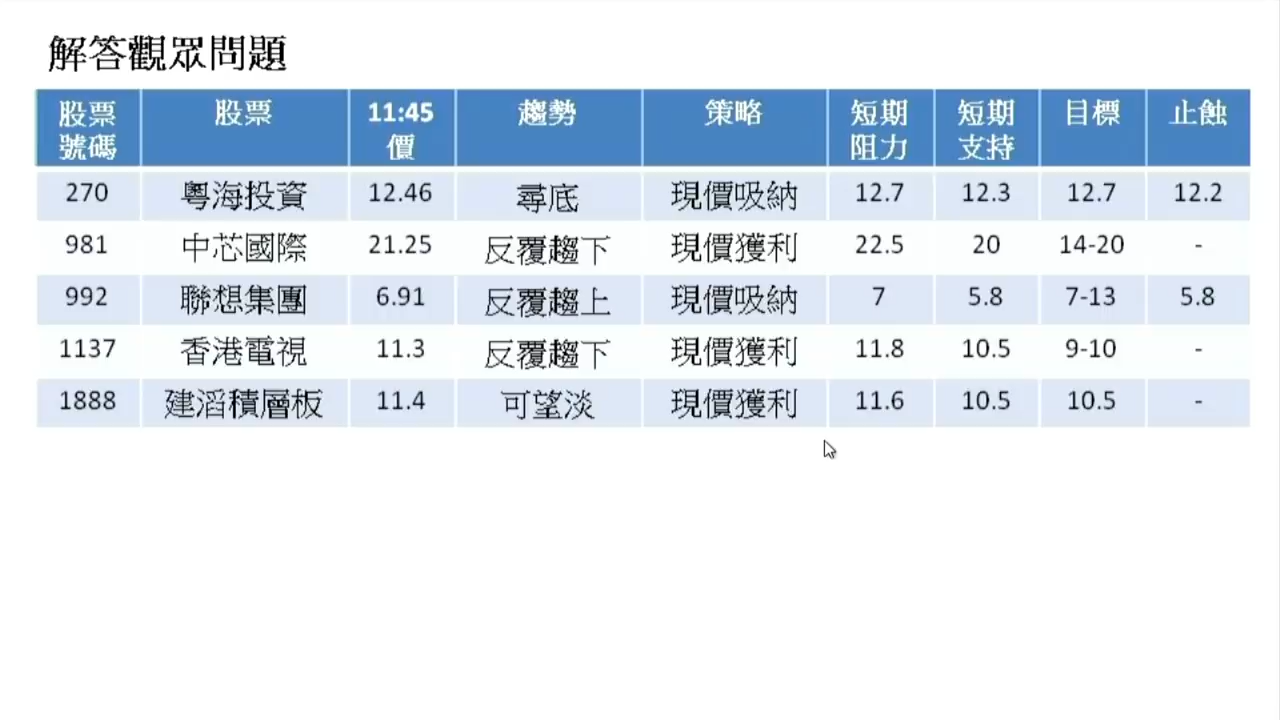 解答觀眾問題
股票號碼 股票 11:45價 趨勢 策略 短期阻力 短期支持 目標 止蝕
270 粵海投資 12.46 尋底 現價吸納 12.7 12.3 12.7 12.2
981 中芯國際 21.25 反覆趨下 現價獲利 22.5 20 14-20 -
992 聯想集團 6.91 反覆趨上 現價吸納 7 5.8 7-13 5.8
1137 香港電視 11.3 反覆趨下 現價獲利 11.8 10.5 9-10 -
1888 建滔積層板 11.4 可望淡 現價獲利 11.6 10.5 10.5 -